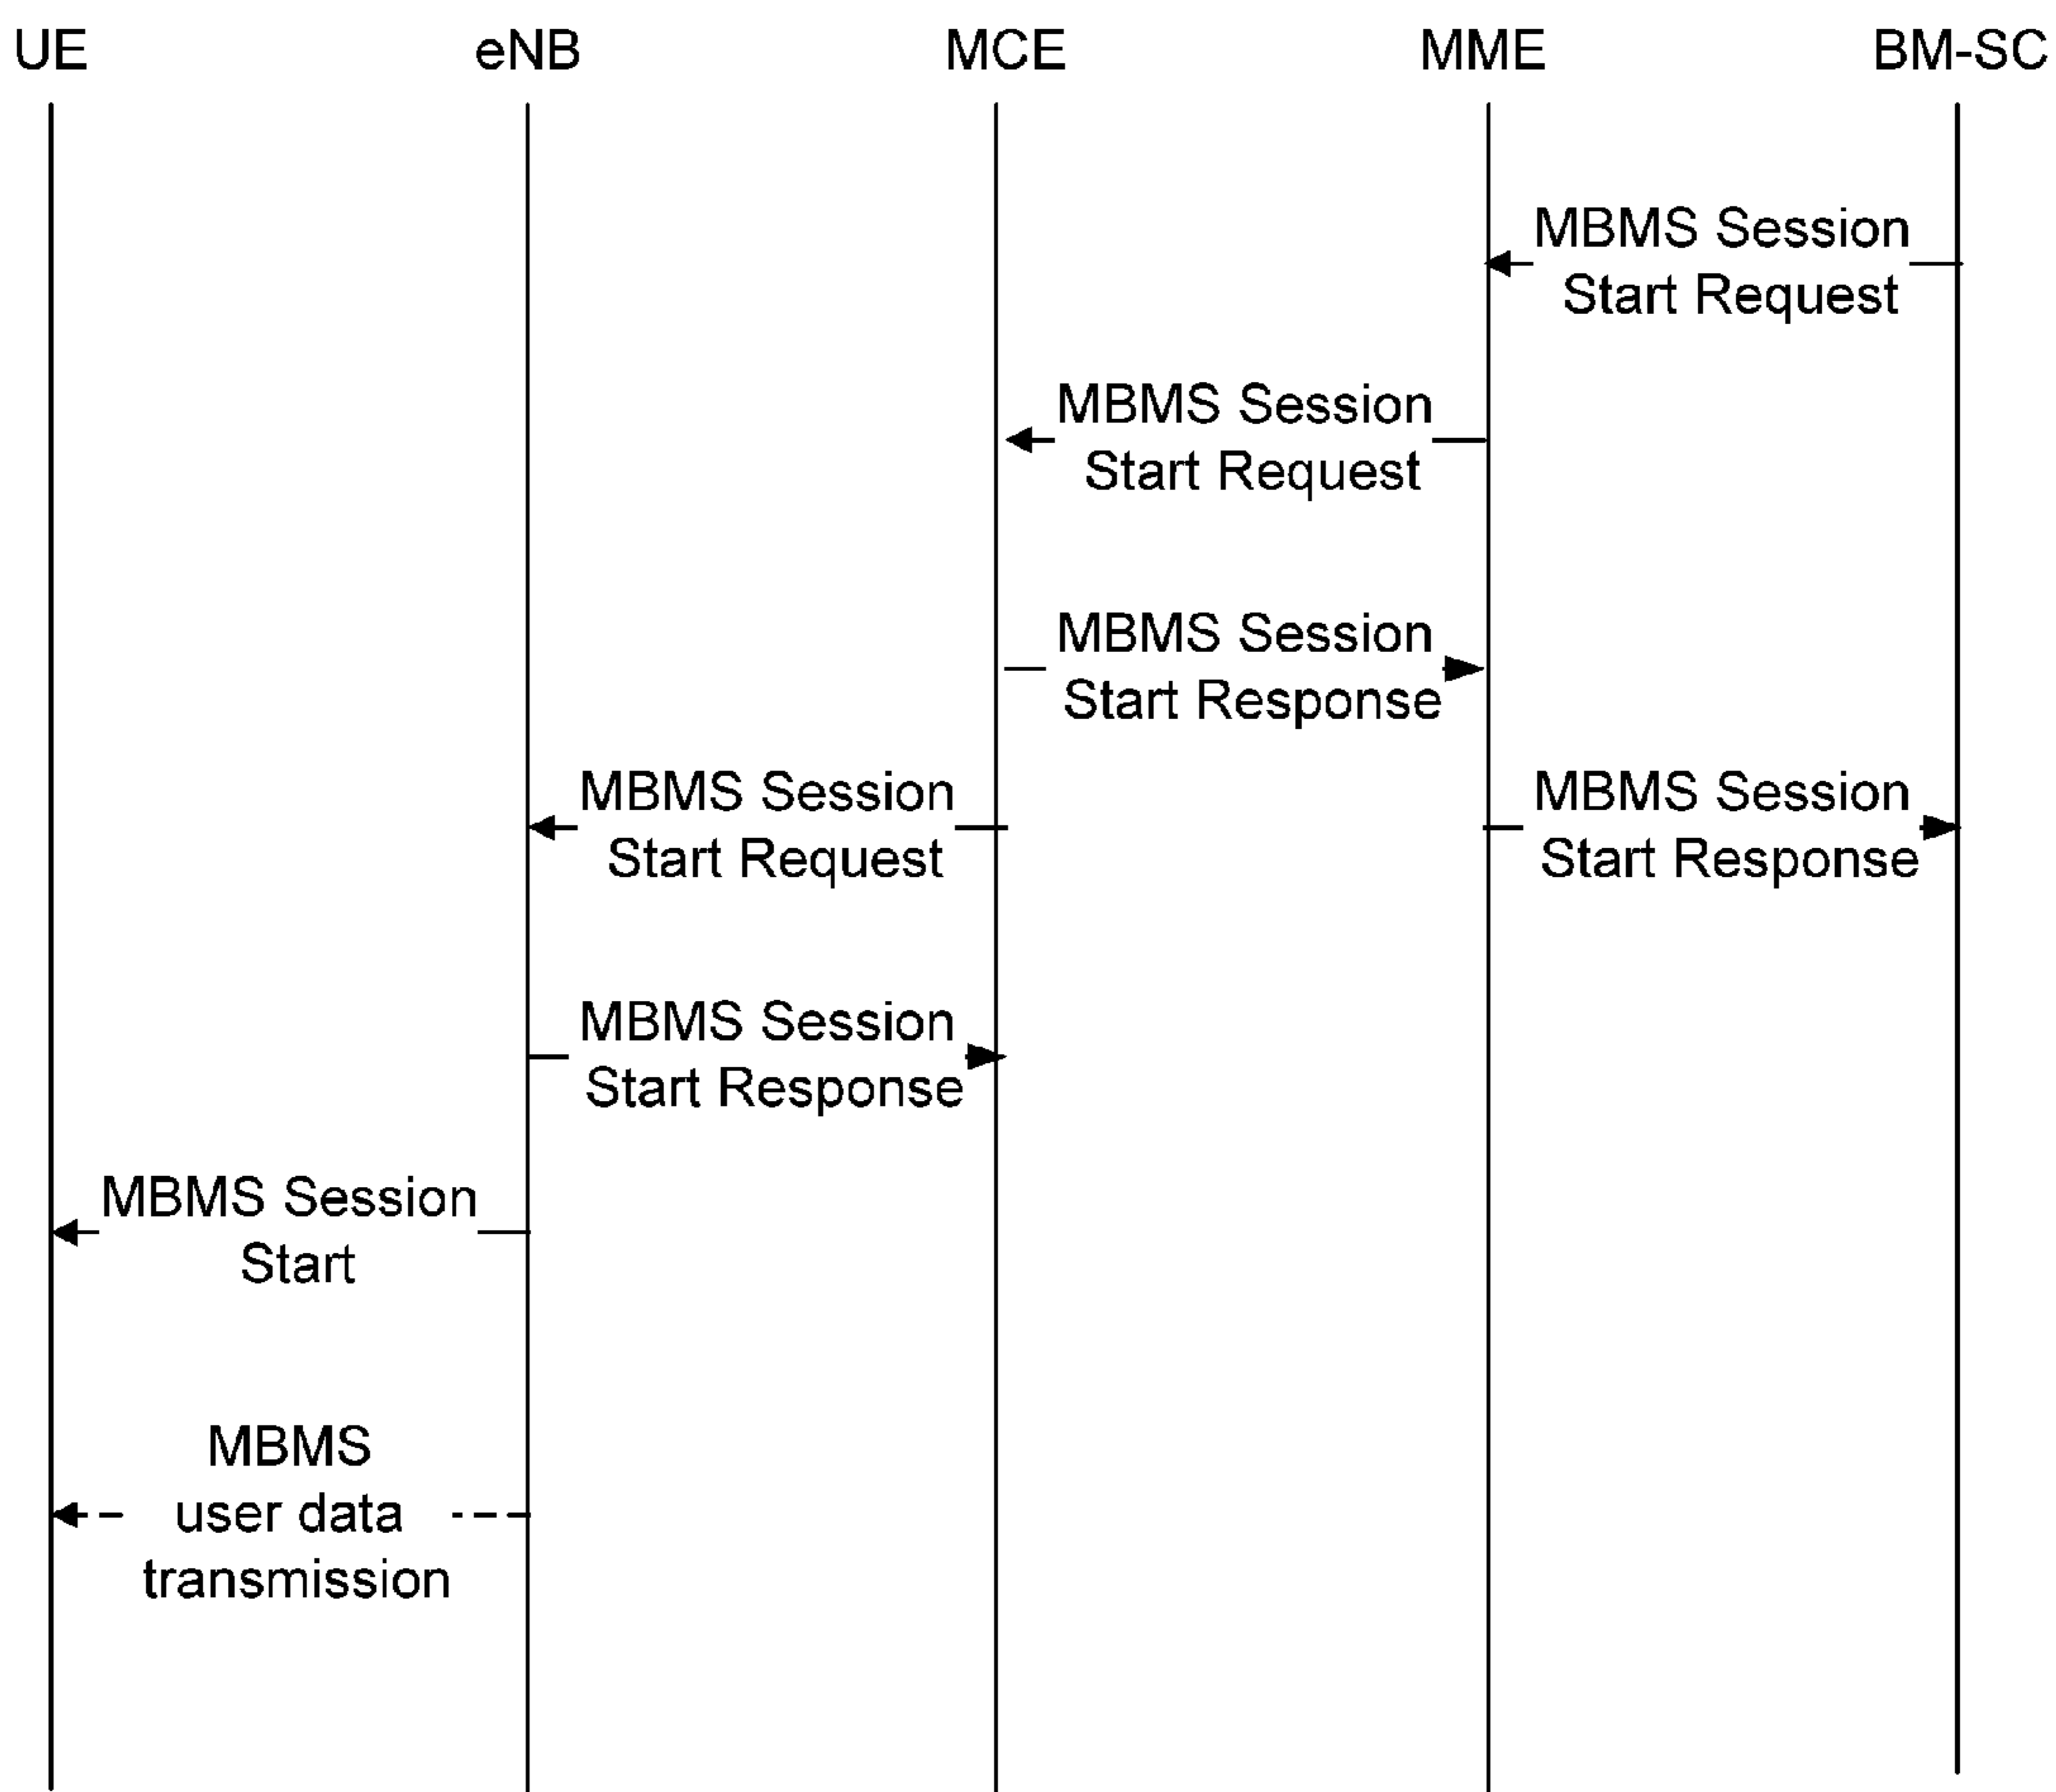 UE
eNB
MCE
MME
BM-SC
MBMS Session
Start Request
MBMS Session
Start Request
MBMS Session
Start Response
MBMS Session
Start Request
MBMS Session
Start Response
MBMS Session
Start Response
MBMS Session
Start
MBMS
user data
transmission